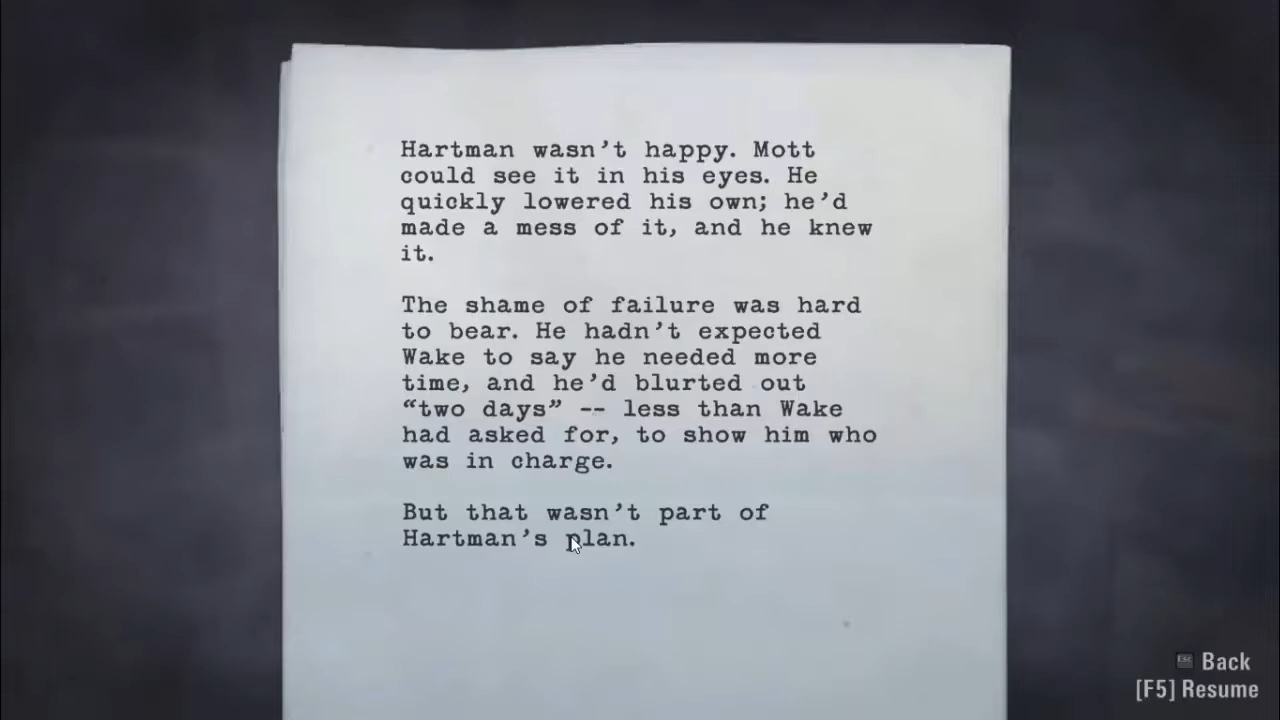 Hartman wasn't happy. Mott
could see it in his eyes. He
quickly lowered his own; he'd
made a mess of it, and he knew
it.
The shame of failure was hard
to bear. He hadn't expected
Wake to say he needed more
time, and he'd blurted out
“two days” -- less than Wake
had asked for, to show him who
was in charge.
But that wasn't part of
Hartman's plan.
ESC Back
[F5] Resume